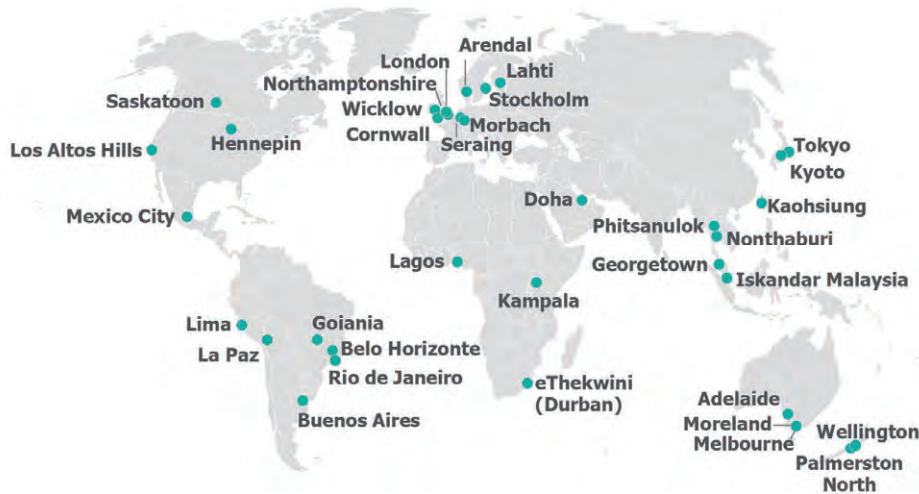 Arendal
London
Lahti
Northamptonshire
Saskatoon
Stockholm
Wicklow
Hennepin
Cornwall
Morbach
Seraing
Los Altos Hills
Tokyo
Kyoto
Doha
Kaohsiung
Mexico City
Phitsanulok
Nonthaburi
Lagos
Georgetown
Iskandar Malaysia
Kampala
Lima
Goiania
La Paz
Belo Horizonte
Rio de Janeiro
eThekwini
(Durban)
Adelaide
Buenos Aires
Moreland
Melbourne
Wellington
Palmerston
North